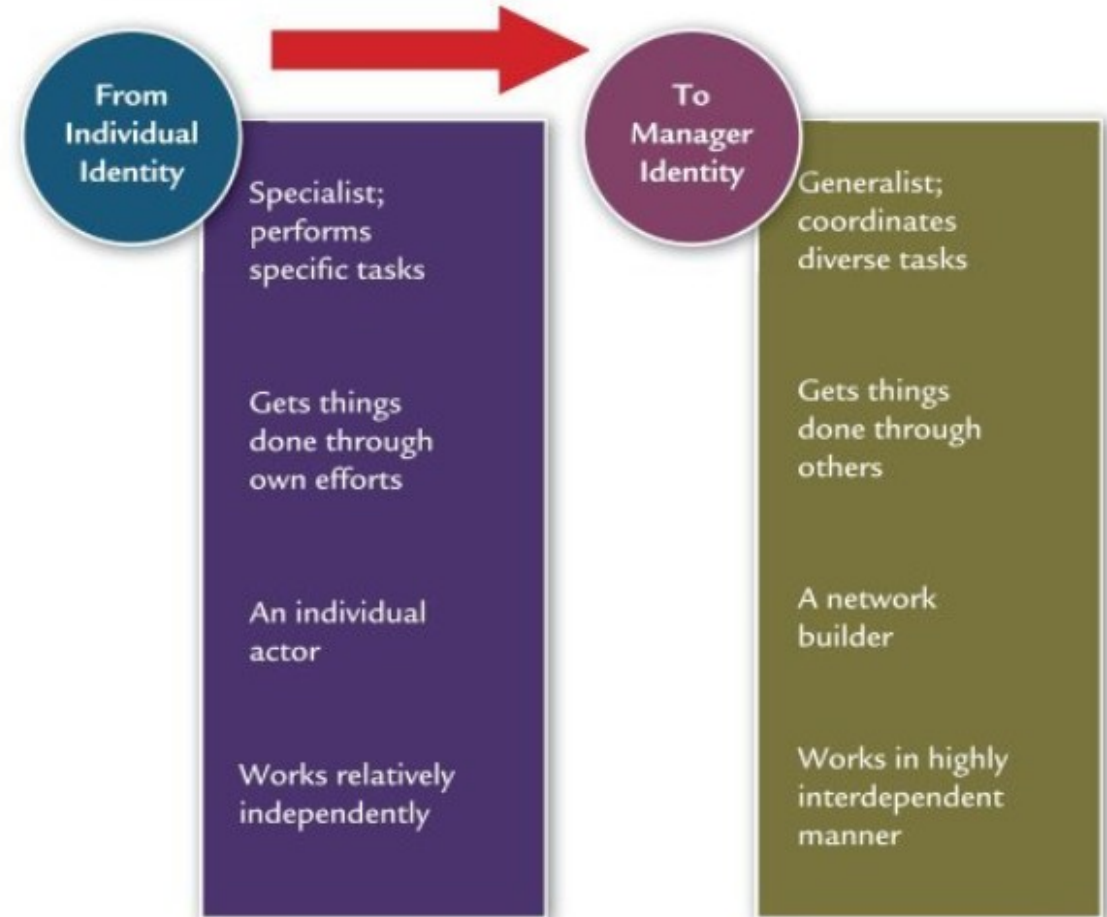 From
Individual
Identity
Specialist;
performs
specific tasks
Gets things
done through
own efforts
An individual
actor
Works relatively
independently
To
Manager
Identity
Generalist;
coordinates
diverse tasks
Gets things
done through
others
A network
builder
Works in highly
interdependent
manner